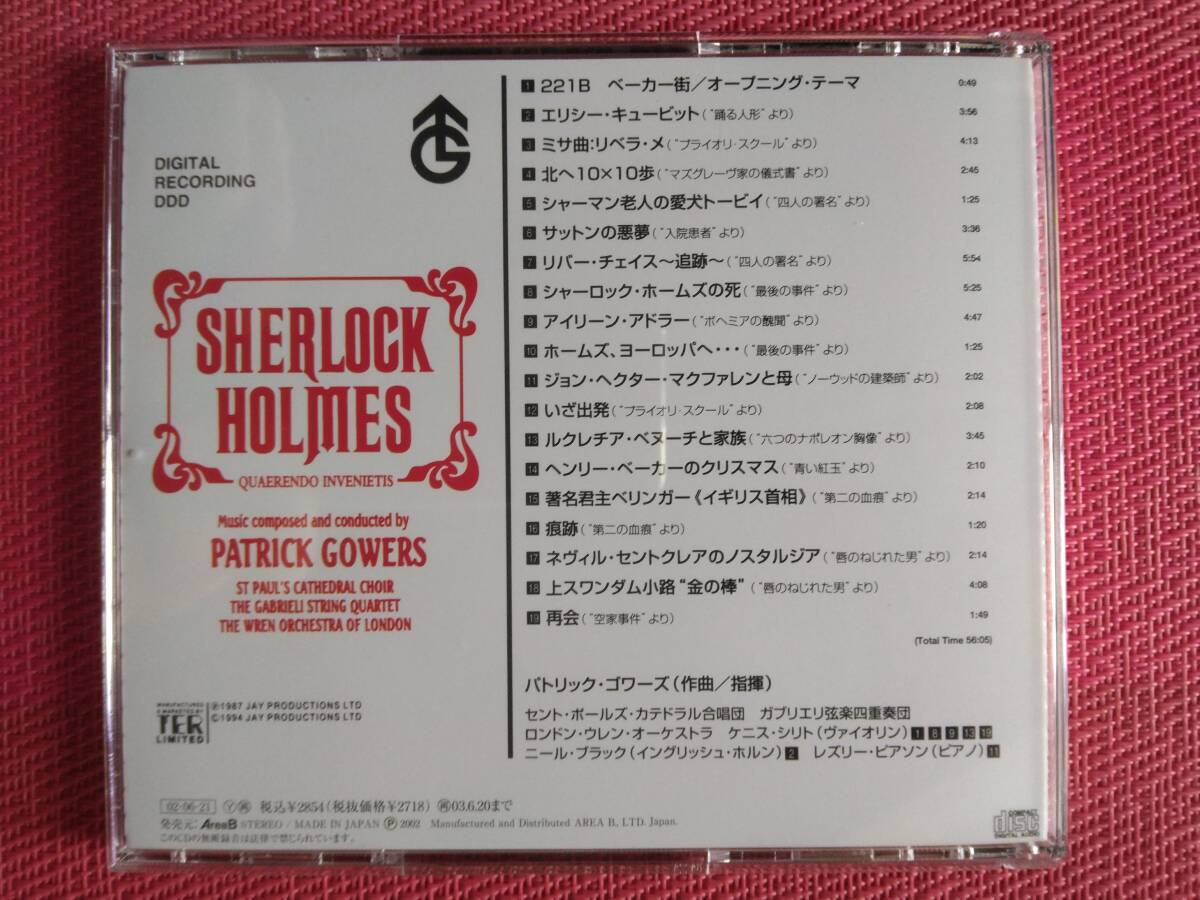 DIGITAL
RECORDING
DDD
TG
SHERLOCK
HOLMES
QUAERENDO INVENIETIS
Music composed and conducted by
PATRICK GOWERS
ST PAUL'S CATHEDRAL CHOIR
THE GABRIELI STRING QUARTET
THE WREN ORCHESTRA OF LONDON
MANUFACTURED
& MARKETED BY
TER
LIMITED
℗1987 JAY PRODUCTIONS LTD
©1994 JAY PRODUCTIONS LTD
1 221B ベーカー街／オープニング・テーマ 0:49
2 エリシー・キュービット（“踊る人形”より） 3:56
3 ミサ曲：リベラ・メ（“プライオリ・スクール”より） 4:13
4 北へ10×10歩（“マズグレーヴ家の儀式書”より） 2:45
5 シャーマン老人の愛犬トービイ（“四人の署名”より） 1:25
6 サットンの悪夢（“入院患者”より） 3:36
7 リバー・チェイス〜追跡〜（“四人の署名”より） 5:54
8 シャーロック・ホームズの死（“最後の事件”より） 5:25
9 アイリーン・アドラー（“ボヘミアの醜聞”より） 4:47
10 ホームズ、ヨーロッパへ・・・（“最後の事件”より） 1:25
11 ジョン・ヘクター・マクファレンと母（“ノーウッドの建築師”より） 2:02
12 いざ出発（“プライオリ・スクール”より） 2:08
13 ルクレチア・ベヌーチと家族（“六つのナポレオン胸像”より） 3:45
14 ヘンリー・ベーカーのクリスマス（“青い紅玉”より） 2:10
15 著名君主ベリンガー《イギリス首相》（“第二の血痕”より） 2:14
16 痕跡（“第二の血痕”より） 1:20
17 ネヴィル・セントクレアのノスタルジア（“唇のねじれた男”より） 2:14
18 上スワンダム小路“金の棒”（“唇のねじれた男”より） 4:08
19 再会（“空家事件”より） 1:49
(Total Time 56:05)
パトリック・ゴワーズ（作曲／指揮）
セント・ポールズ・カテドラル合唱団 ガブリエリ弦楽四重奏団
ロンドン・ウレン・オーケストラ ケニス・シリト（ヴァイオリン）1 8 9 13 19
ニール・ブラック（イングリッシュ・ホルン）2 レズリー・ピアソン（ピアノ）11
02・06・21 Ⓨ㊢ 税込¥2854（税抜価格¥2718） ㊢03.6.20まで
発売元：AreaB STEREO / MADE IN JAPAN ℗ 2002 Manufactured and Distributed AREA B, LTD. Japan.
このCDの無断録音は法律で禁じられています。
COMPACT
disc
DIGITAL AUDIO